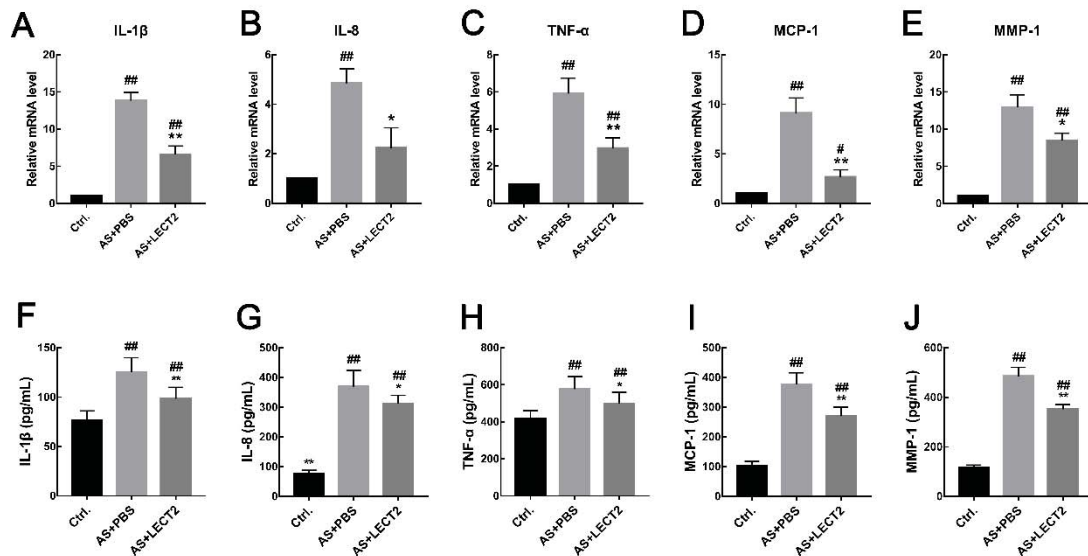 A
IL-1β
Relative mRNA level
20
15
10
5
0
##
##
**
Ctrl.
AS+PBS
AS+LECT2
B
IL-8
Relative mRNA level
6
4
2
0
##
*
Ctrl.
AS+PBS
AS+LECT2
C
TNF-α
Relative mRNA level
8
6
4
2
0
##
##
**
Ctrl.
AS+PBS
AS+LECT2
D
MCP-1
Relative mRNA level
15
10
5
0
##
#
**
Ctrl.
AS+PBS
AS+LECT2
E
MMP-1
Relative mRNA level
20
15
10
5
0
##
##
*
Ctrl.
AS+PBS
AS+LECT2
F
IL-1β (pg/mL)
150
100
50
0
##
##
**
Ctrl.
AS+PBS
AS+LECT2
G
IL-8 (pg/mL)
500
400
300
200
100
0
**
##
##
*
Ctrl.
AS+PBS
AS+LECT2
H
TNF-α (pg/mL)
800
600
400
200
0
##
##
*
Ctrl.
AS+PBS
AS+LECT2
I
MCP-1 (pg/mL)
500
400
300
200
100
0
##
##
**
Ctrl.
AS+PBS
AS+LECT2
J
MMP-1 (pg/mL)
600
400
200
0
##
##
**
Ctrl.
AS+PBS
AS+LECT2